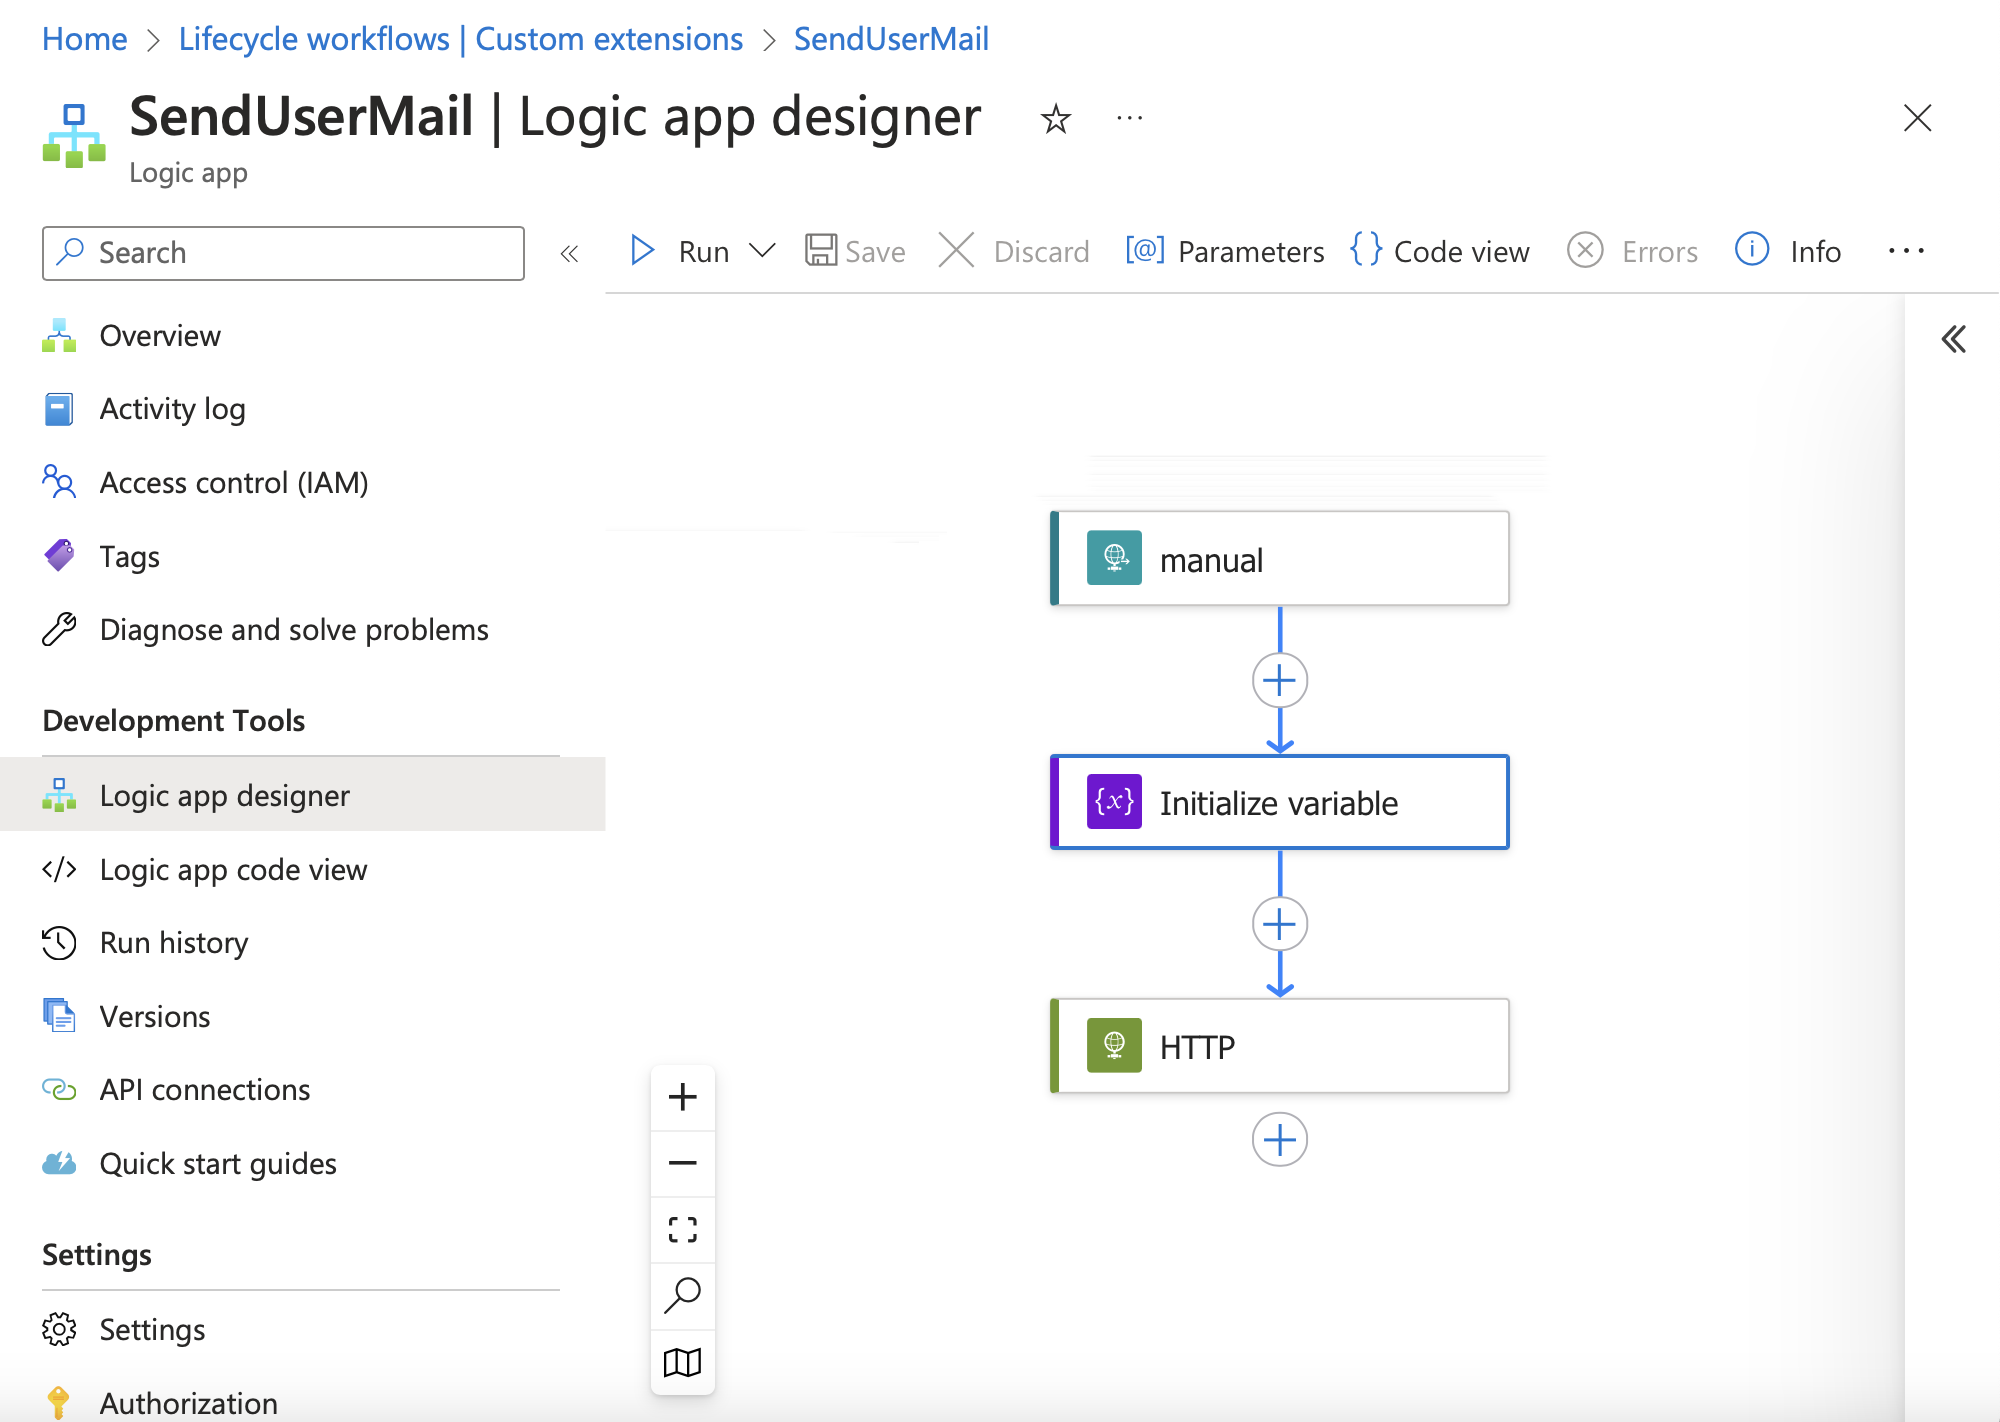 Home > Lifecycle workflows | Custom extensions > SendUserMail
SendUserMail | Logic app designer
Logic app
Search
Run
Save
Discard
[@] Parameters
{} Code view
Errors
Info
Overview
Activity log
Access control (IAM)
Tags
Diagnose and solve problems
Development Tools
Logic app designer
Logic app code view
Run history
Versions
API connections
Quick start guides
Settings
Settings
Authorization
manual
{x} Initialize variable
HTTP